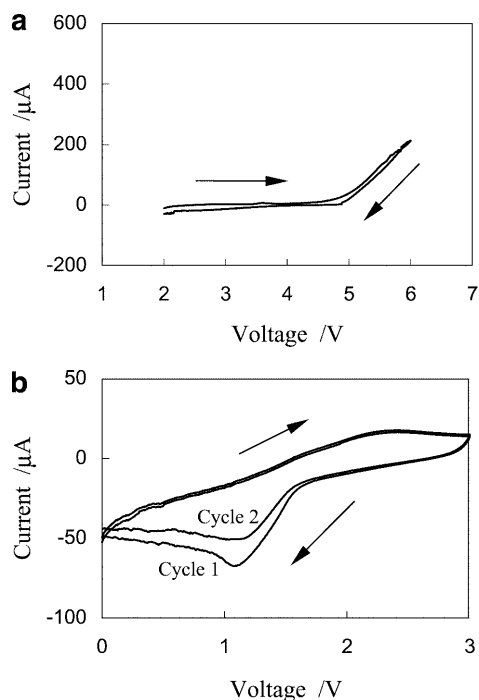 a
600
400
200
0
-200
Current /μA
1 2 3 4 5 6 7
Voltage /V
b
50
0
-50
-100
Current /μA
Cycle 2
Cycle 1
0 1 2 3
Voltage /V